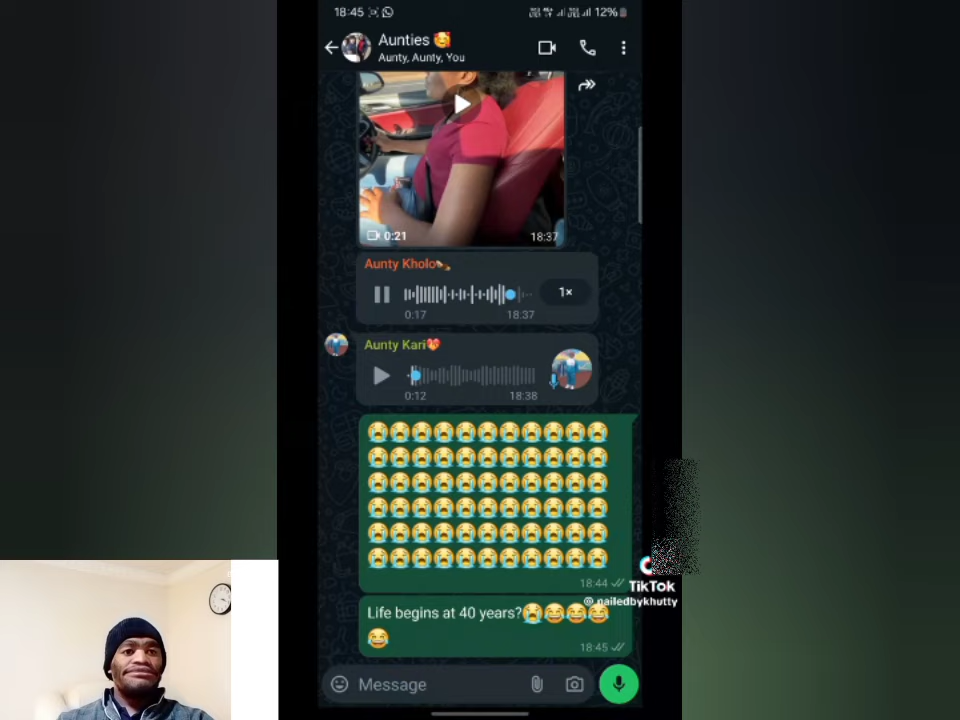 18:45
12%
Aunties 🥰
Aunty, Aunty, You
0:21
18:37
Aunty Kholo
1×
0:17
18:37
Aunty Kari
0:12
18:38
😭😭😭😭😭😭😭😭😭😭😭
😭😭😭😭😭😭😭😭😭😭😭
😭😭😭😭😭😭😭😭😭😭😭
😭😭😭😭😭😭😭😭😭😭😭
😭😭😭😭😭😭😭😭😭😭😭
😭😭😭😭😭😭😭😭😭😭😭
18:44
TikTok
@nailedbykhutty
Life begins at 40 years?😭😂😂😂
😂
18:45
Message